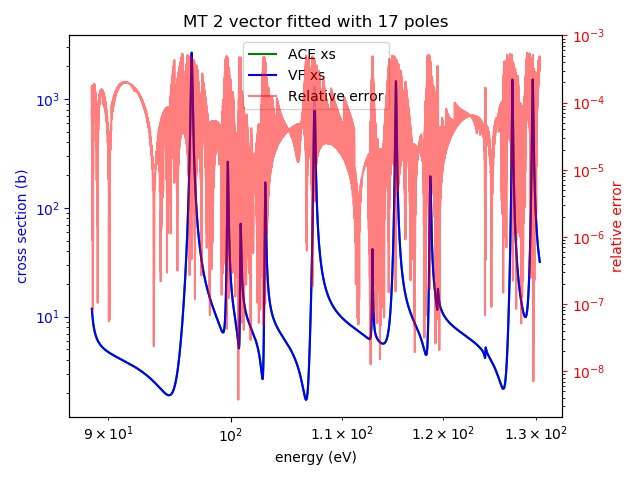 MT 2 vector fitted with 17 poles
ACE xs
VF xs
Relative error
cross section (b)
10³
10²
10¹
relative error
10⁻³
10⁻⁴
10⁻⁵
10⁻⁶
10⁻⁷
10⁻⁸
9 × 10¹
10²
1.1 × 10²
1.2 × 10²
1.3 × 10²
energy (eV)